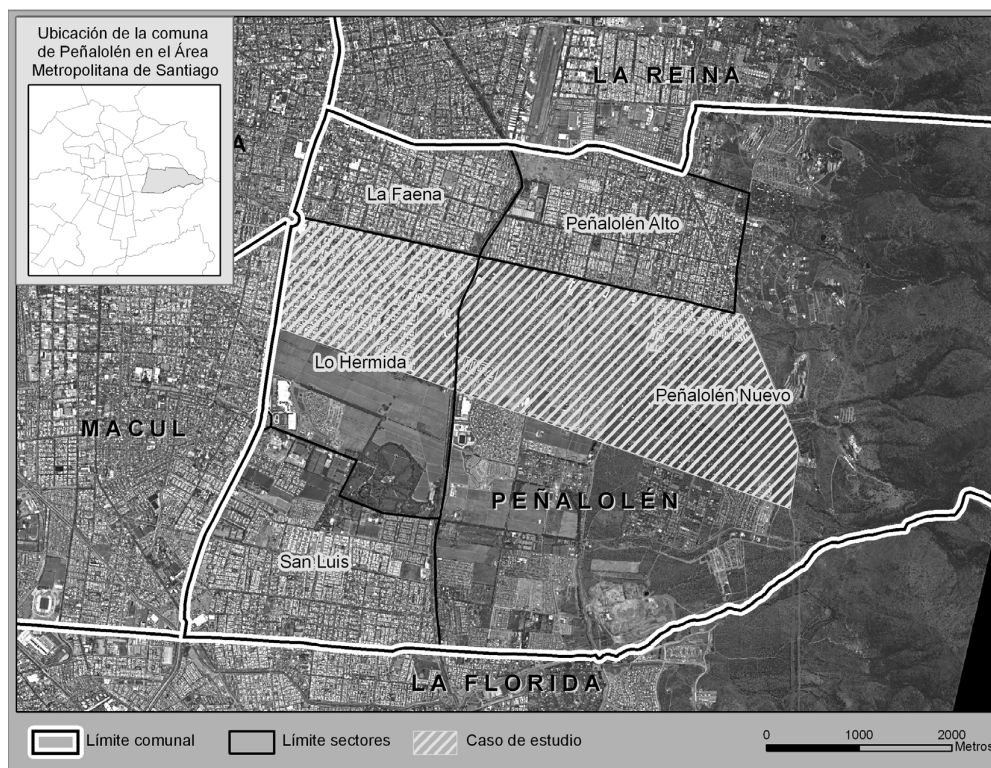 Ubicación de la comuna
de Peñalolén en el Área
Metropolitana de Santiago
LA REINA
A
La Faena
Peñalolén Alto
Lo Hermida
Peñalolén Nuevo
MACUL
PEÑALOLÉN
San Luis
LA FLORIDA
Límite comunal
Límite sectores
Caso de estudio
0 1000 2000
Metros